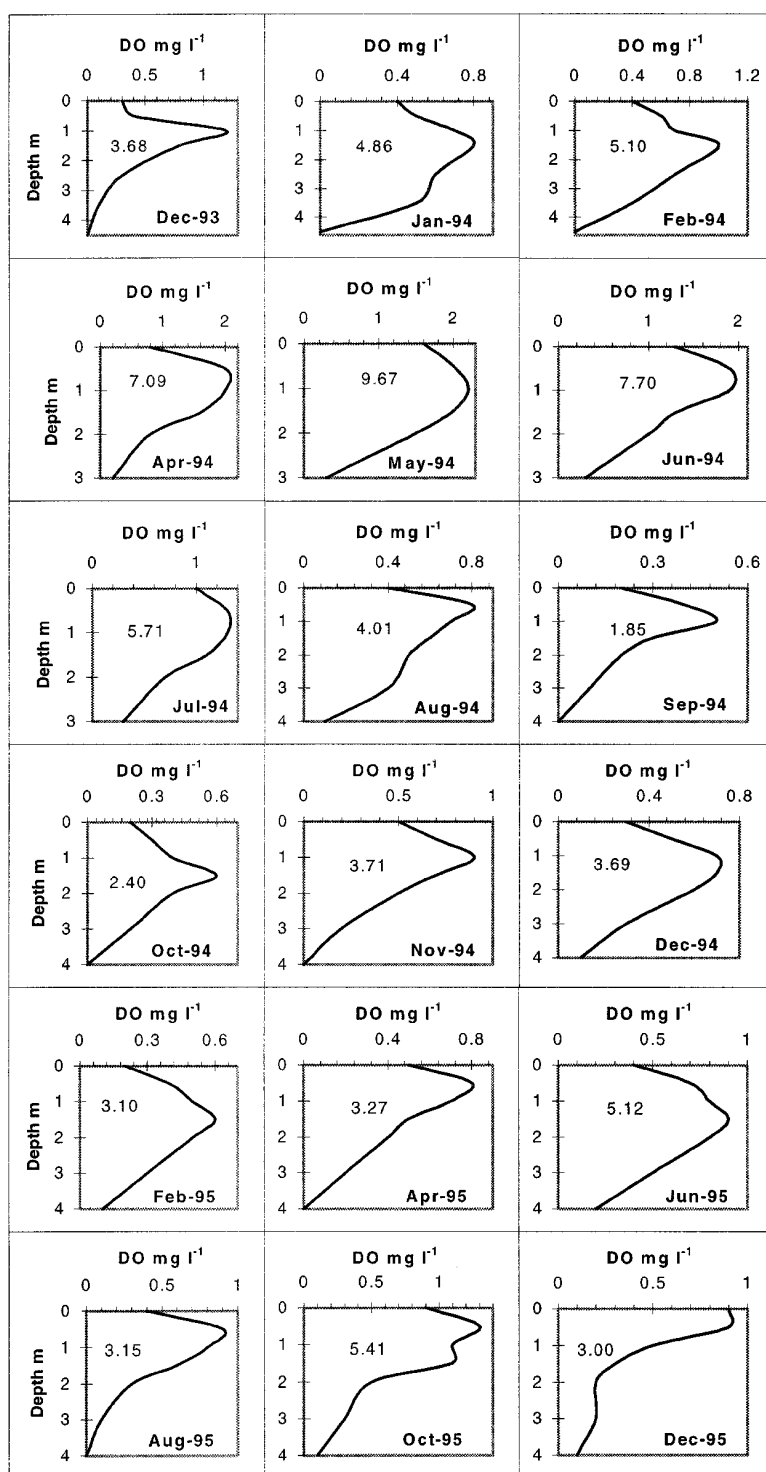 DO mg l-1 DO mg l-1 DO mg l-1
0 0.5 1 0 0.4 0.8 0 0.4 0.8 1.2
Depth m
0 1 2 3 4 0 1 2 3 4 0 1 2 3 4
3.68 4.86 5.10
Dec-93 Jan-94 Feb-94
DO mg l-1 DO mg l-1 DO mg l-1
0 1 2 0 1 2 0 1 2
Depth m
0 1 2 3 0 1 2 3 0 1 2 3
7.09 9.67 7.70
Apr-94 May-94 Jun-94
DO mg l-1 DO mg l-1 DO mg l-1
0 1 0 0.4 0.8 0 0.3 0.6
Depth m
0 1 2 3 0 1 2 3 4 0 1 2 3 4
5.71 4.01 1.85
Jul-94 Aug-94 Sep-94
DO mg l-1 DO mg l-1 DO mg l-1
0 0.3 0.6 0 0.5 1 0 0.4 0.8
Depth m
0 1 2 3 4 0 1 2 3 4 0 1 2 3 4
2.40 3.71 3.69
Oct-94 Nov-94 Dec-94
DO mg l-1 DO mg l-1 DO mg l-1
0 0.3 0.6 0 0.4 0.8 0 0.5 1
Depth m
0 1 2 3 4 0 1 2 3 4 0 1 2 3 4
3.10 3.27 5.12
Feb-95 Apr-95 Jun-95
DO mg l-1 DO mg l-1 DO mg l-1
0 0.5 1 0 0.5 1 0 0.5 1
Depth m
0 1 2 3 4 0 1 2 3 4 0 1 2 3 4
3.15 5.41 3.00
Aug-95 Oct-95 Dec-95